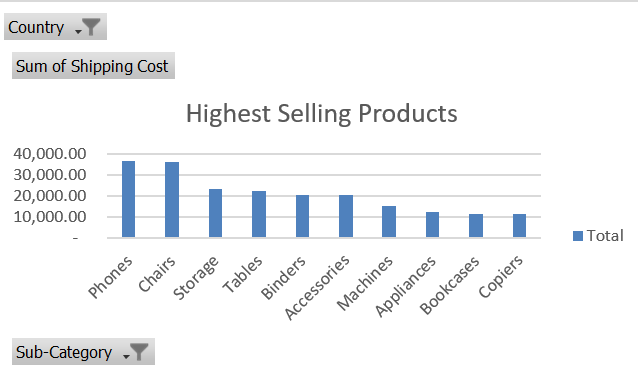 Country
Sum of Shipping Cost
Highest Selling Products
40,000.00
30,000.00
20,000.00
10,000.00
-
Phones
Chairs
Storage
Tables
Binders
Accessories
Machines
Appliances
Bookcases
Copiers
Total
Sub-Category